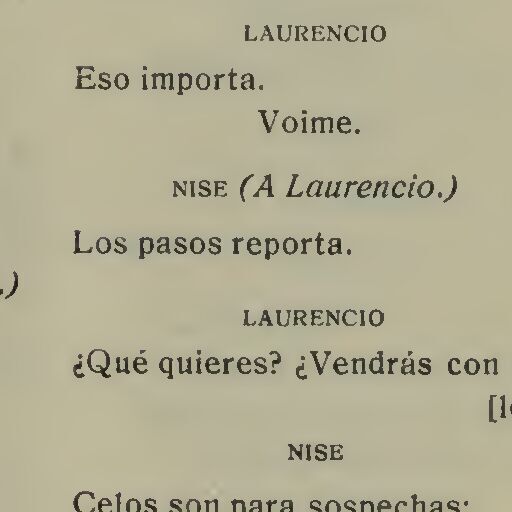 LAURENCIO
Eso importa.
Voime.
NISE (A Laurencio.)
Los pasos reporta.
.)
LAURENCIO
¿Qué quieres? ¿Vendrás con
NISE
Celos son para sospechas;